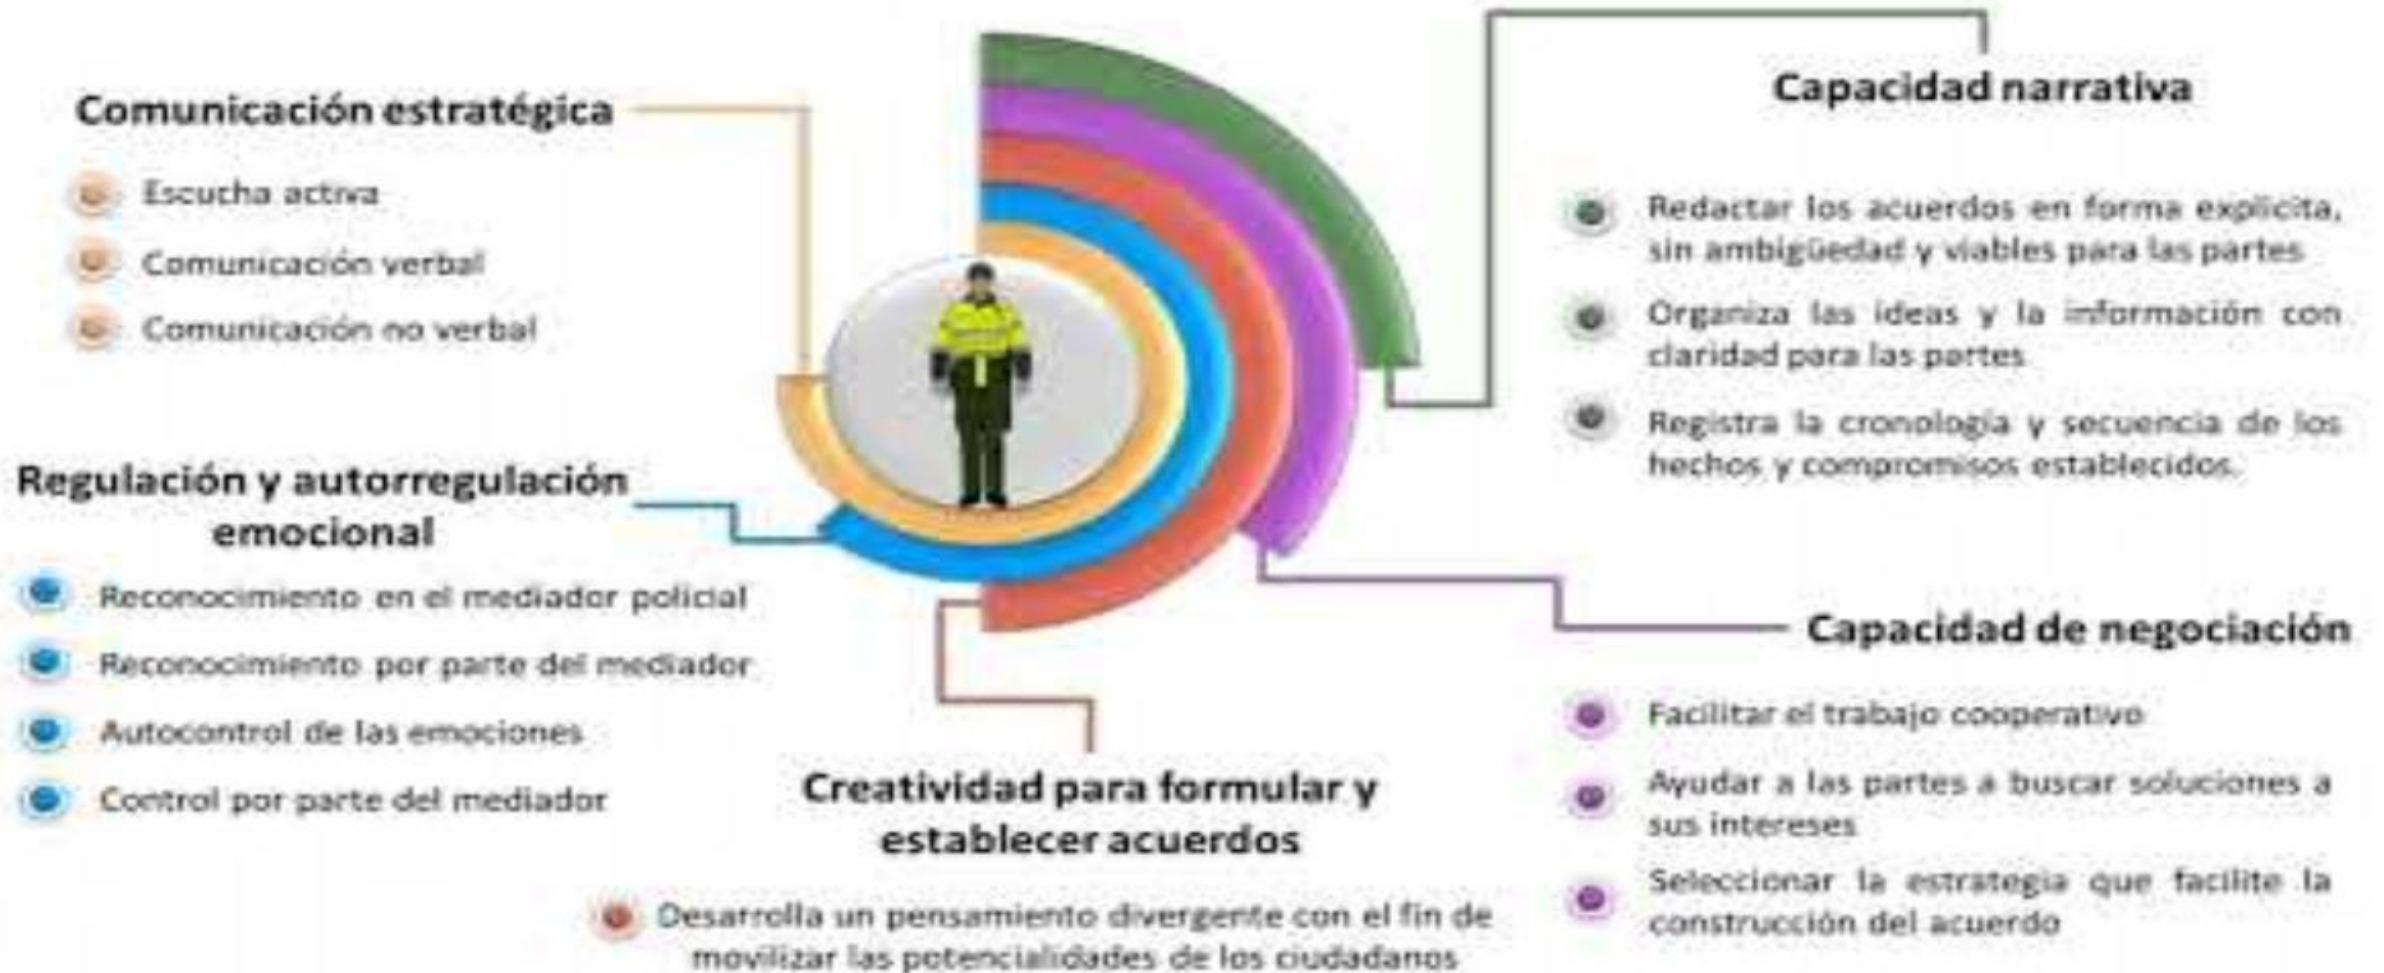 Comunicación estratégica
Escucha activa
Comunicación verbal
Comunicación no verbal
Regulación y autorregulación
emocional
Reconocimiento en el mediador policial
Reconocimiento por parte del mediador
Autocontrol de las emociones
Control por parte del mediador
Creatividad para formular y
establecer acuerdos
Desarrolla un pensamiento divergente con el fin de
movilizar las potencialidades de los ciudadanos
Capacidad narrativa
Redactar los acuerdos en forma explicita,
sin ambigüedad y viables para las partes
Organiza las ideas y la información con
claridad para las partes
Registra la cronología y secuencia de los
hechos y compromisos establecidos.
Capacidad de negociación
Facilitar el trabajo cooperativo
Ayudar a las partes a buscar soluciones a
sus intereses
Seleccionar la estrategia que facilite la
construcción del acuerdo